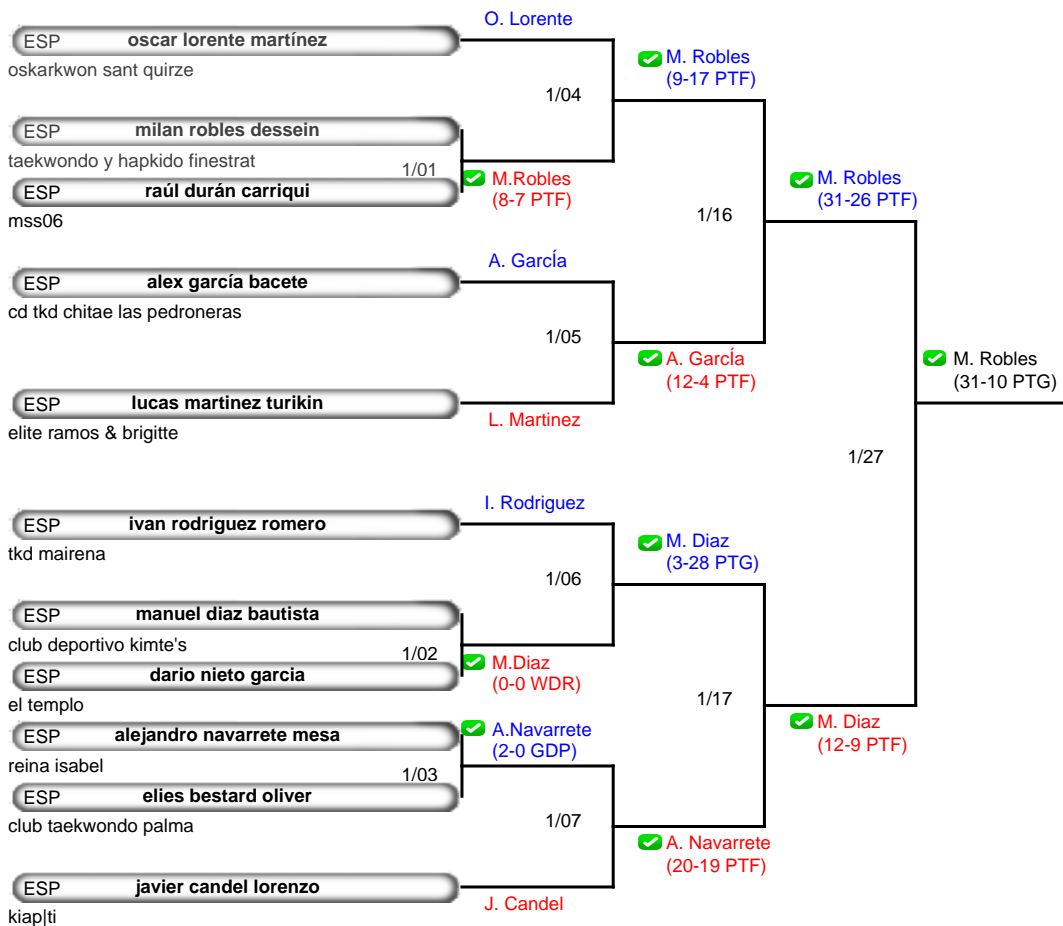 O. Lorente
ESP oscar lorente martínez
oskarkwon sant quirze
M. Robles
(9-17 PTF)
1/04
ESP milan robles dessein
taekwondo y hapkido finestrat
1/01
ESP raúl durán carriqui
mss06
M.Robles
(8-7 PTF)
M. Robles
(31-26 PTF)
1/16
A. GarcÍa
ESP alex garcía bacete
cd tkd chitae las pedroneras
1/05
A. GarcÍa
(12-4 PTF)
M. Robles
(31-10 PTG)
ESP lucas martinez turikin
elite ramos & brigitte
L. Martinez
1/27
I. Rodriguez
ESP ivan rodriguez romero
tkd mairena
M. Diaz
(3-28 PTG)
1/06
ESP manuel diaz bautista
club deportivo kimte's
1/02
ESP dario nieto garcia
el templo
M.Diaz
(0-0 WDR)
1/17
M. Diaz
(12-9 PTF)
ESP alejandro navarrete mesa
reina isabel
A.Navarrete
(2-0 GDP)
1/03
ESP elies bestard oliver
club taekwondo palma
1/07
A. Navarrete
(20-19 PTF)
ESP javier candel lorenzo
kiap|ti
J. Candel